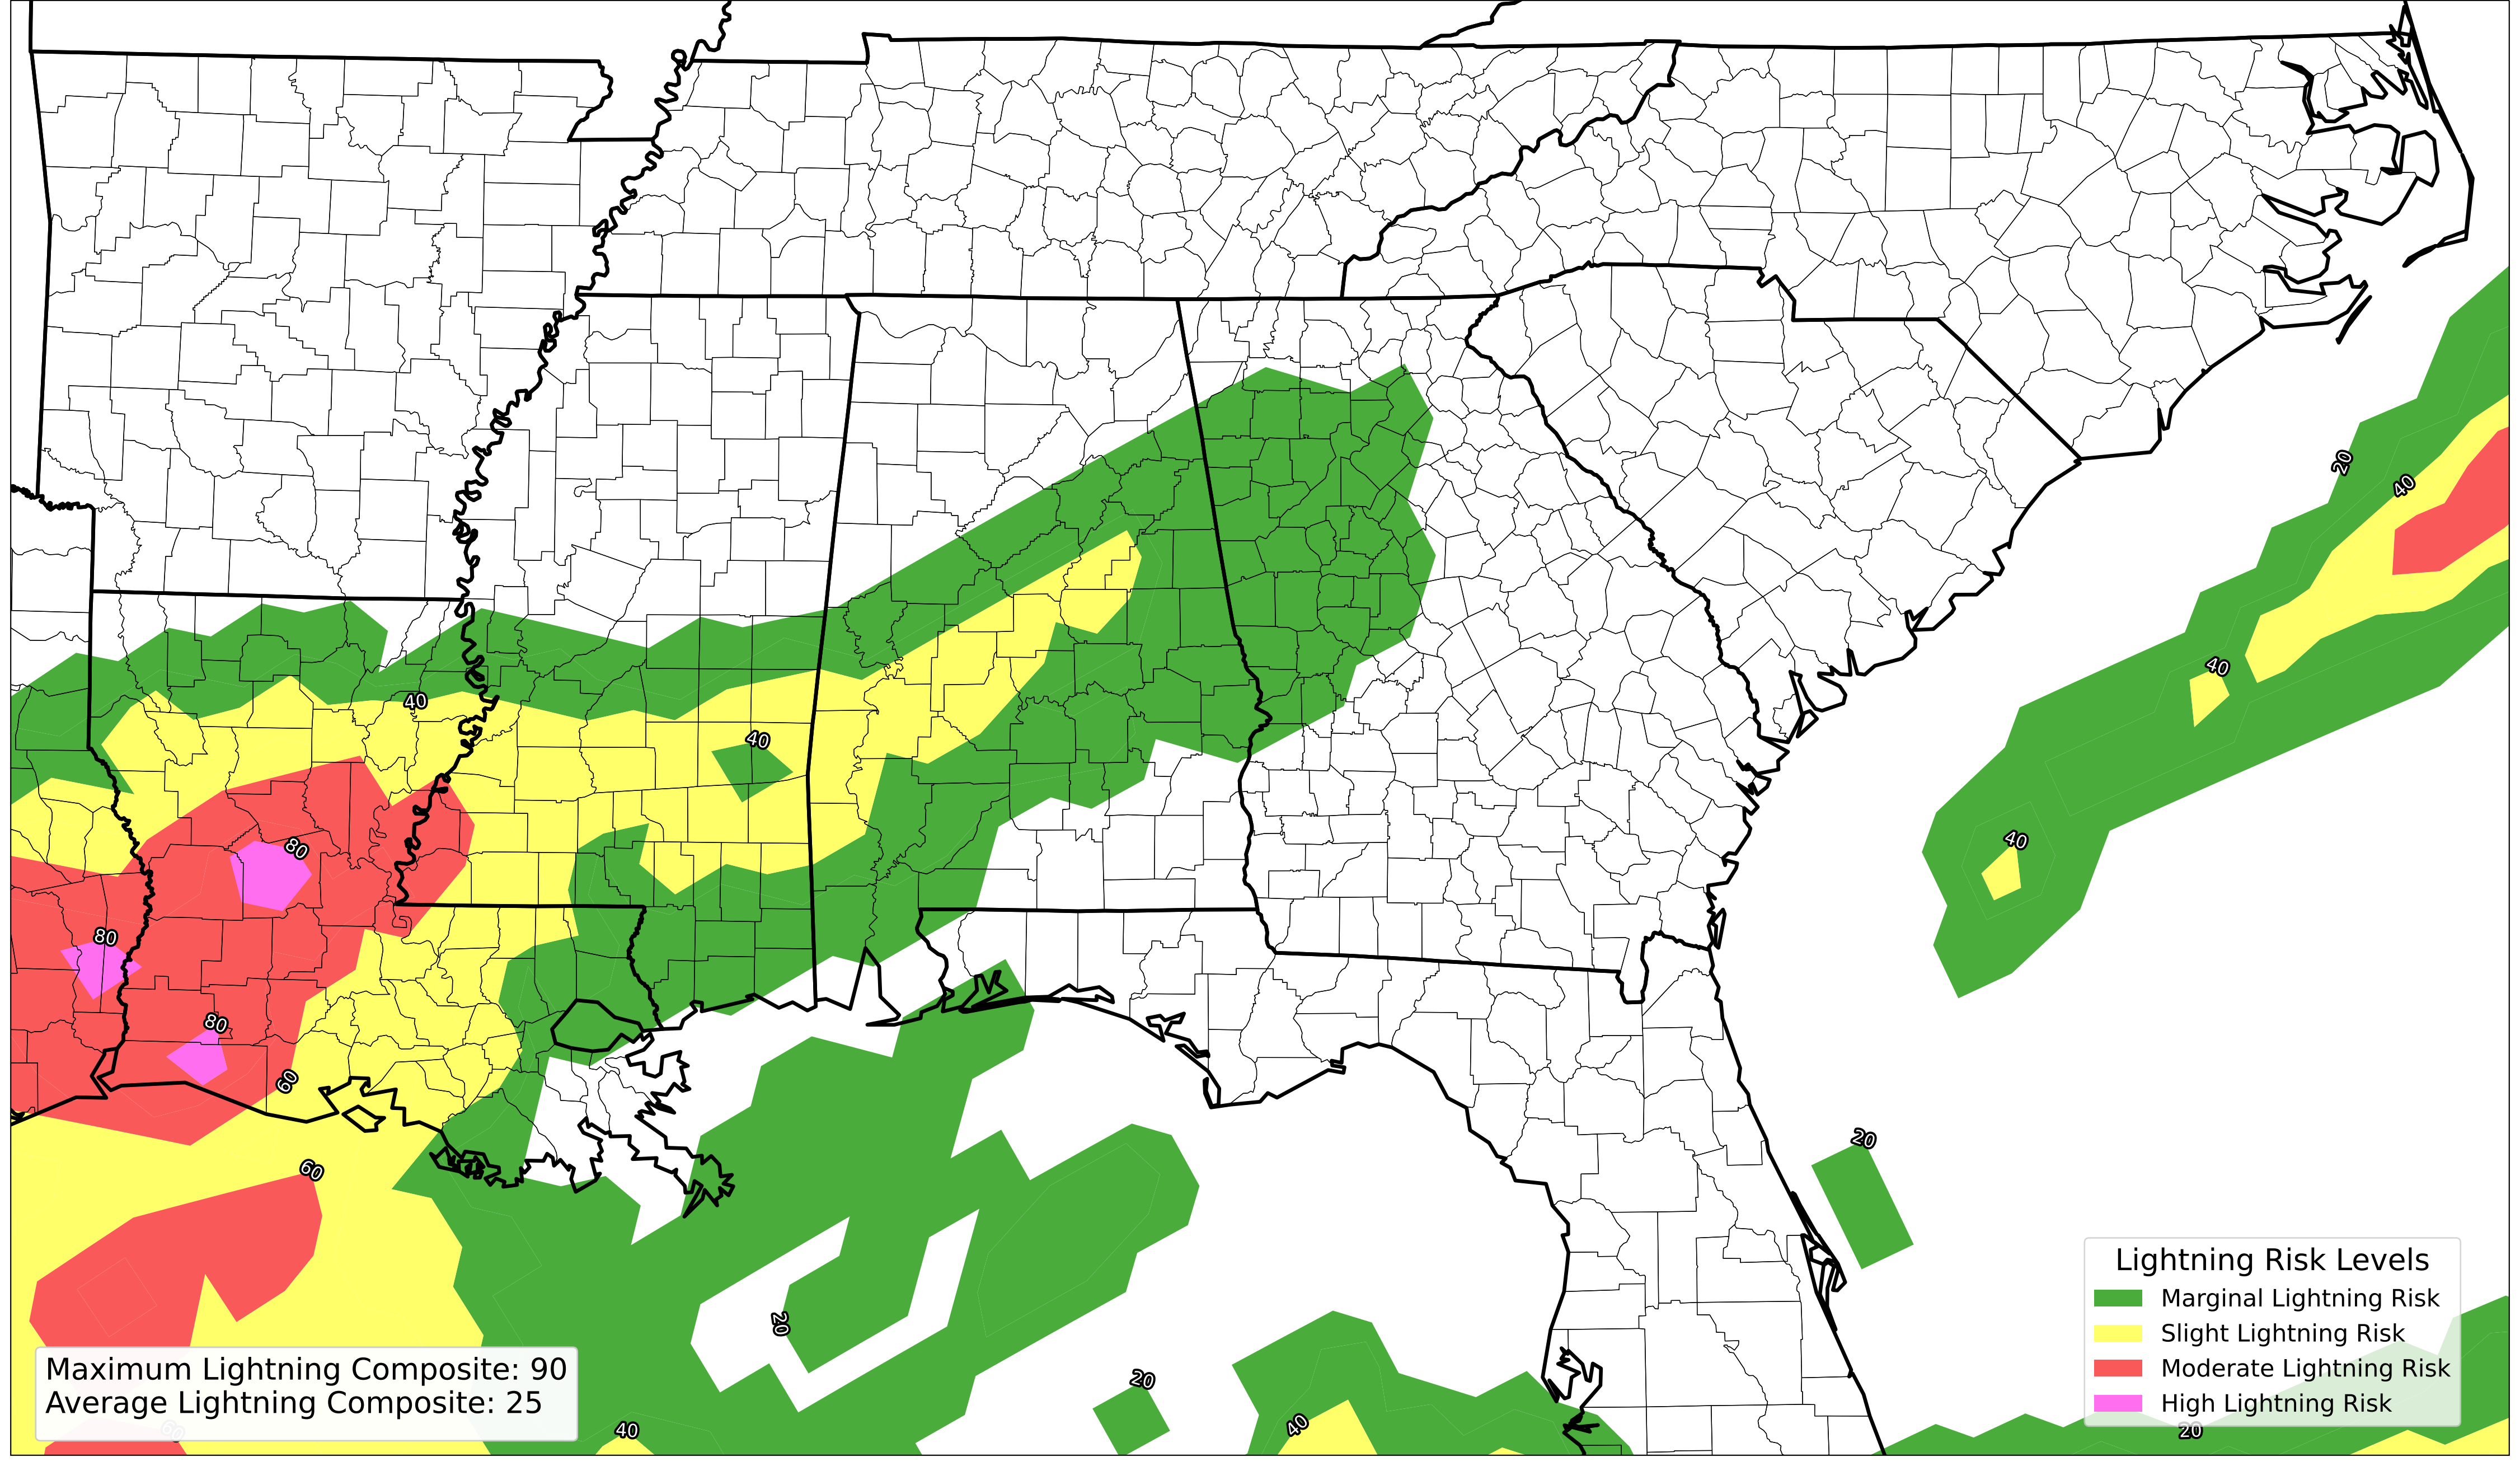 20
40
40
40
40
40
80
80
80
60
20
60
20
20
40
40
60
20
Maximum Lightning Composite: 90
Average Lightning Composite: 25
Lightning Risk Levels
Marginal Lightning Risk
Slight Lightning Risk
Moderate Lightning Risk
High Lightning Risk